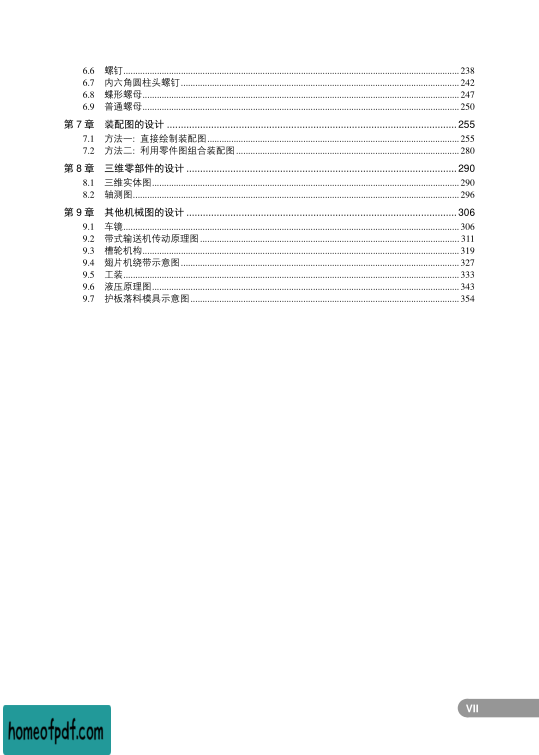 6.6 螺钉 238
6.7 内六角圆柱头螺钉 242
6.8 蝶形螺母 247
6.9 普通螺母 250
第 7 章 装配图的设计 255
7.1 方法一：直接绘制装配图 255
7.2 方法二：利用零件图组合装配图 280
第 8 章 三维零部件的设计 290
8.1 三维实体图 290
8.2 轴测图 296
第 9 章 其他机械图的设计 306
9.1 车镜 306
9.2 带式输送机传动原理图 311
9.3 槽轮机构 319
9.4 翅片机绕带示意图 327
9.5 工装 333
9.6 液压原理图 343
9.7 护板落料模具示意图 354
VII
homeofpdf.com